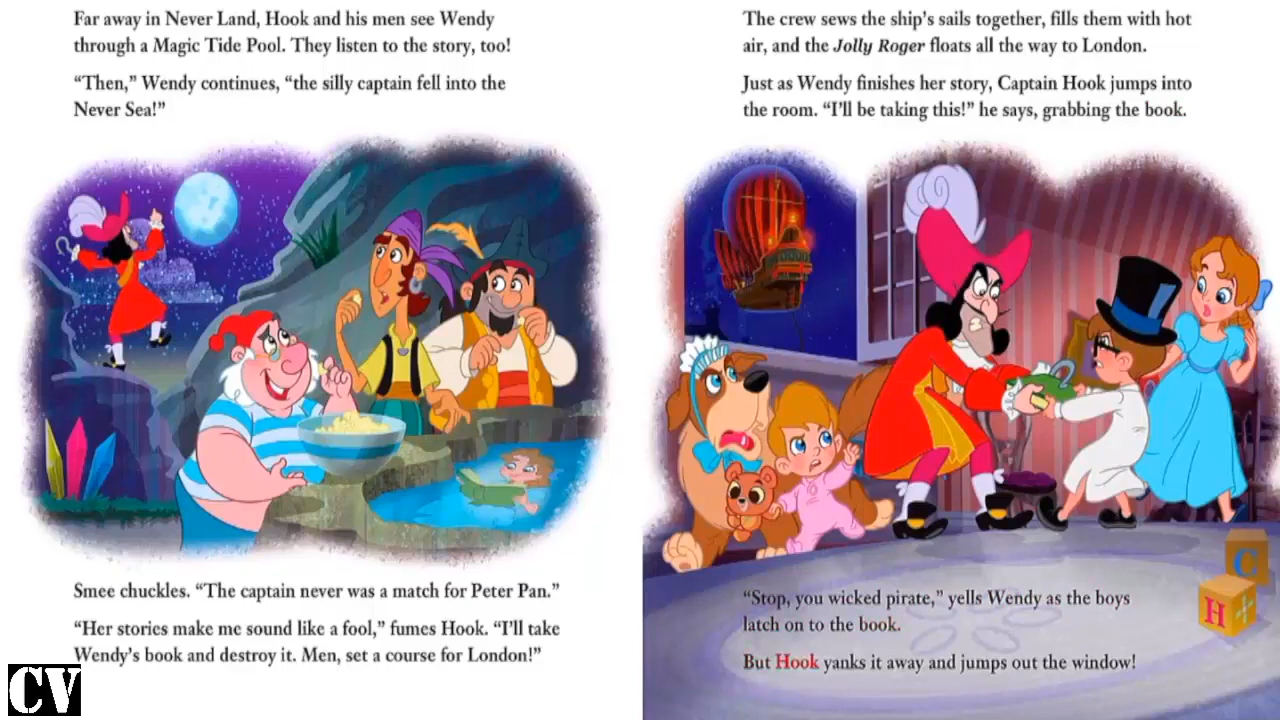 Far away in Never Land, Hook and his men see Wendy
through a Magic Tide Pool. They listen to the story, too!
“Then,” Wendy continues, “the silly captain fell into the
Never Sea!”
Smee chuckles. “The captain never was a match for Peter Pan.”
“Her stories make me sound like a fool,” fumes Hook. “I’ll take
Wendy’s book and destroy it. Men, set a course for London!”
CV
The crew sews the ship’s sails together, fills them with hot
air, and the Jolly Roger floats all the way to London.
Just as Wendy finishes her story, Captain Hook jumps into
the room. “I’ll be taking this!” he says, grabbing the book.
C
H
“Stop, you wicked pirate,” yells Wendy as the boys
latch on to the book.
But Hook yanks it away and jumps out the window!